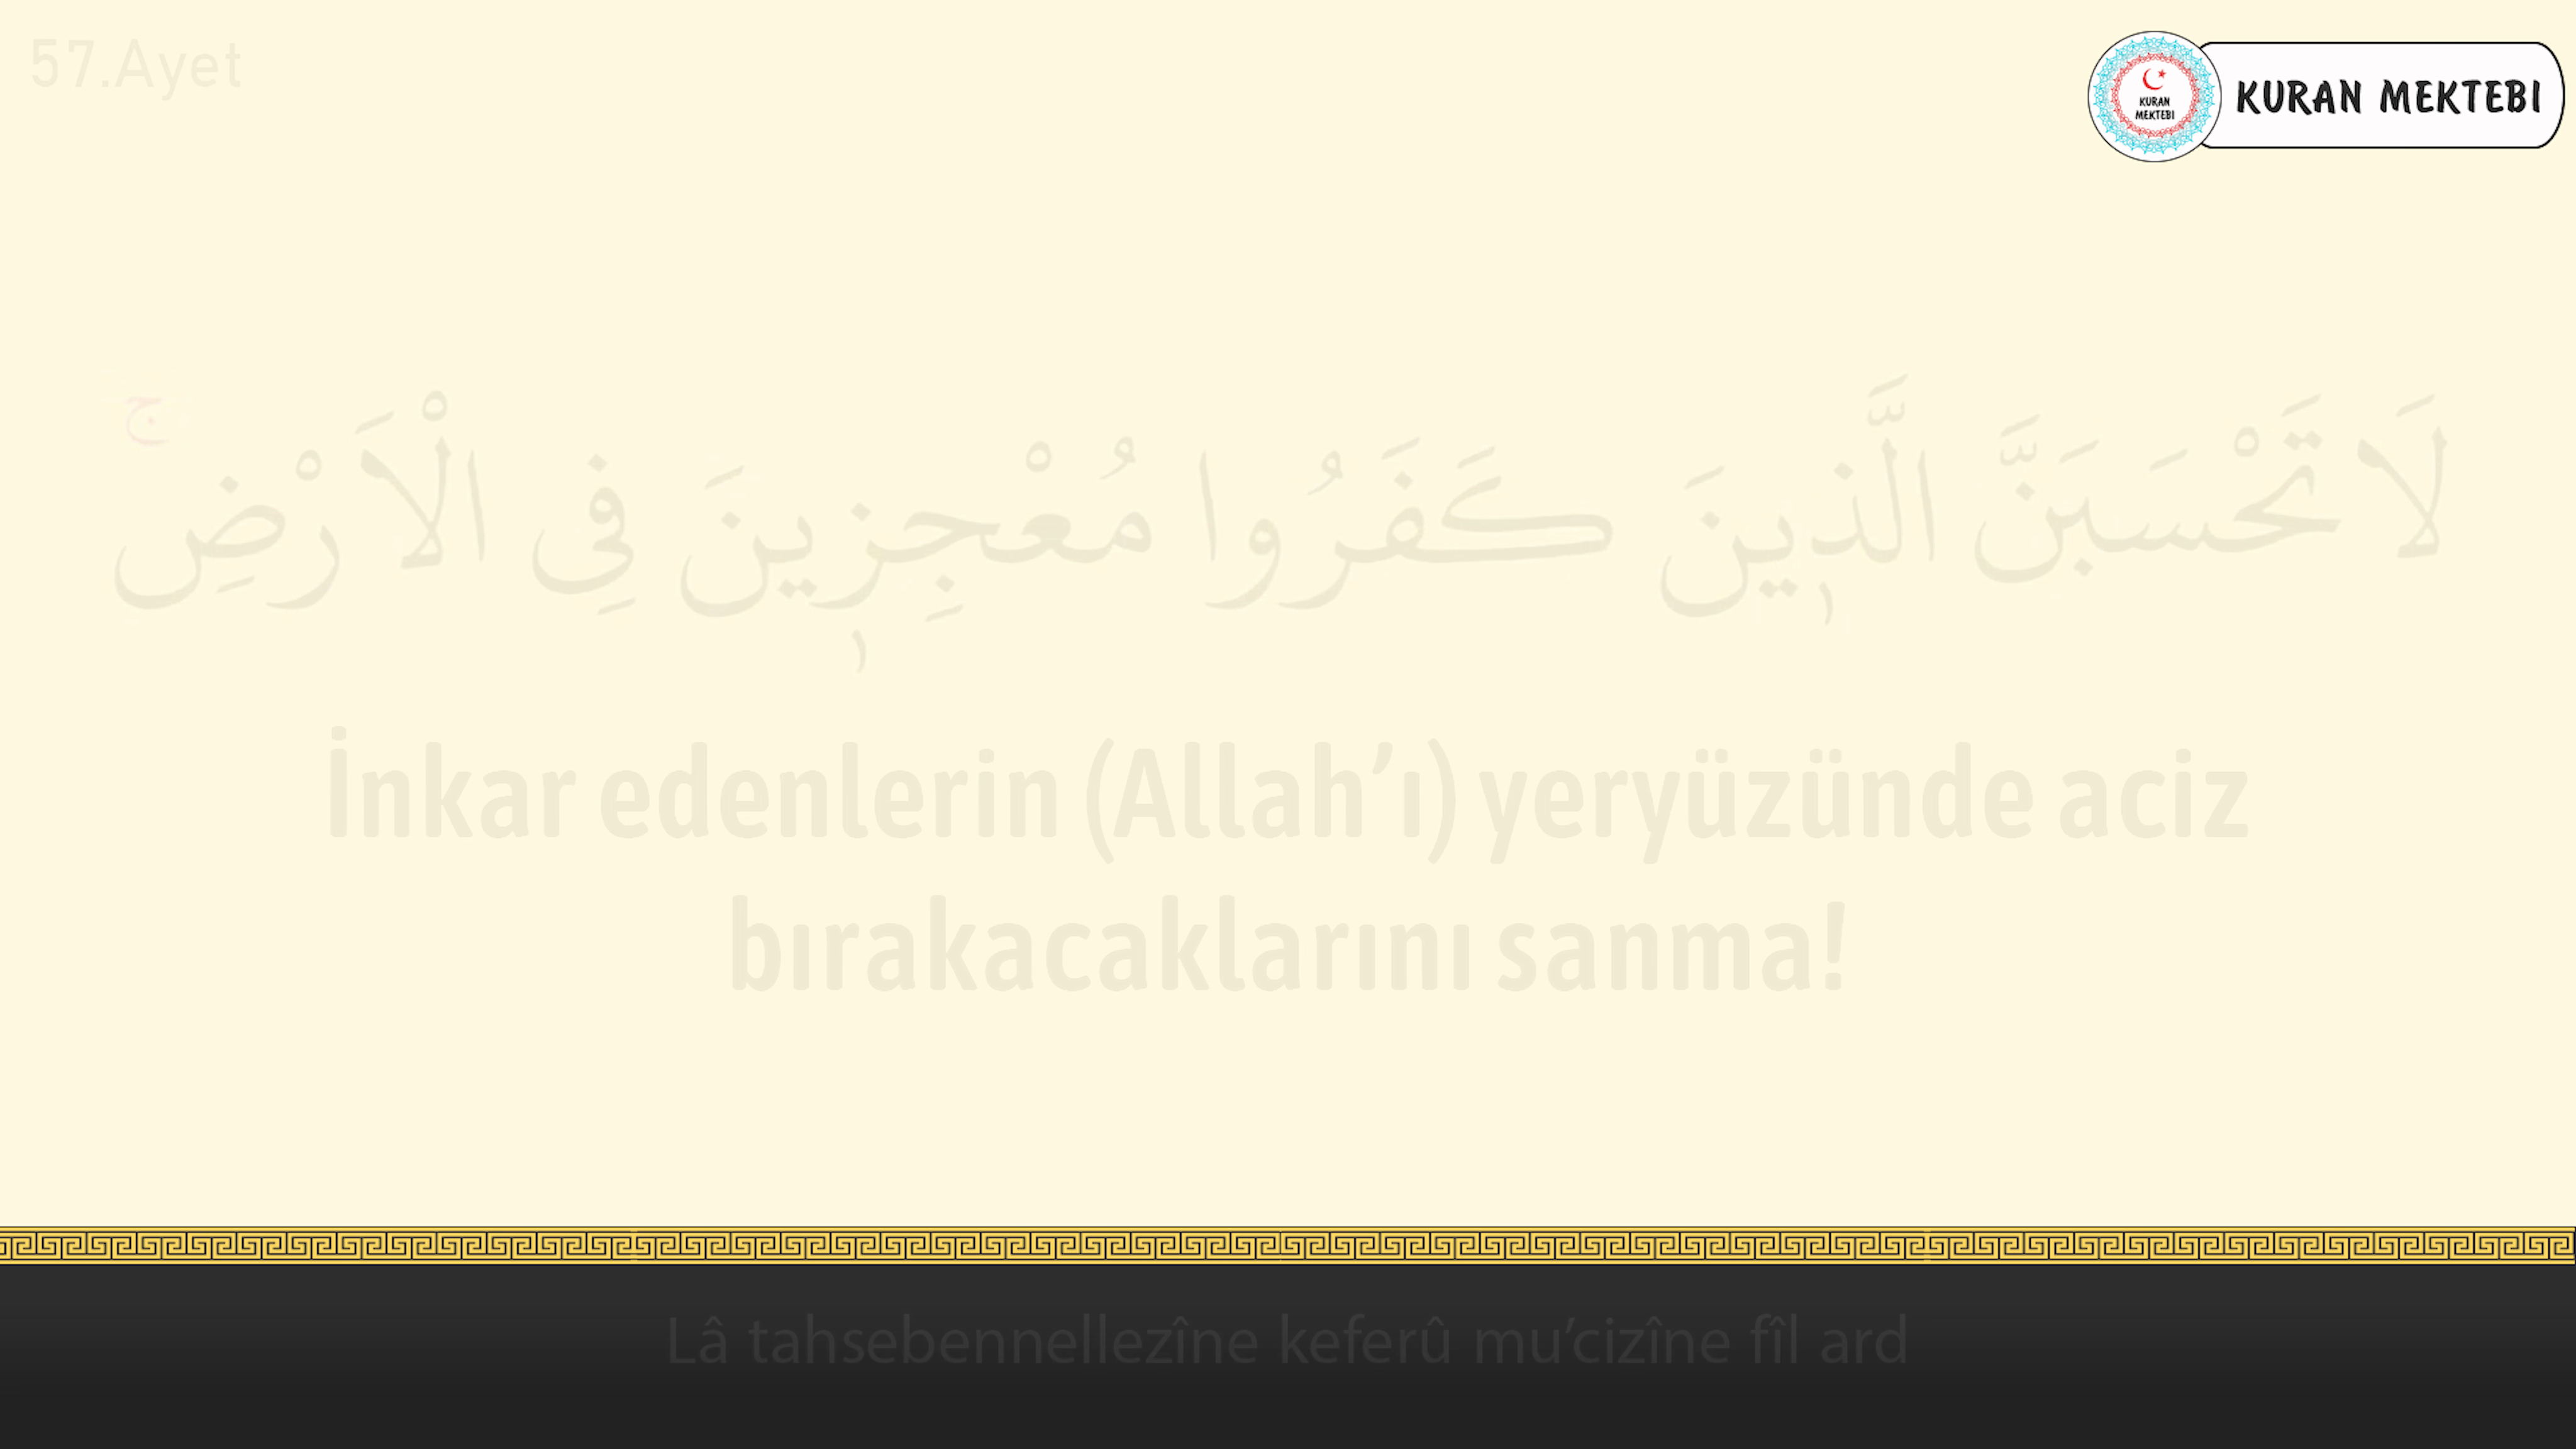 57.Ayet
KURAN
MEKTEBI
KURAN MEKTEBI
لَا تَحْسَبَنَّ الَّذ۪ينَ كَفَرُوا مُعْجِز۪ينَ فِي الْاَرْضِۚ
İnkar edenlerin (Allah’ı) yeryüzünde aciz
bırakacaklarını sanma!
Lâ tahsebennellezîne keferû mu’cizîne fîl ard